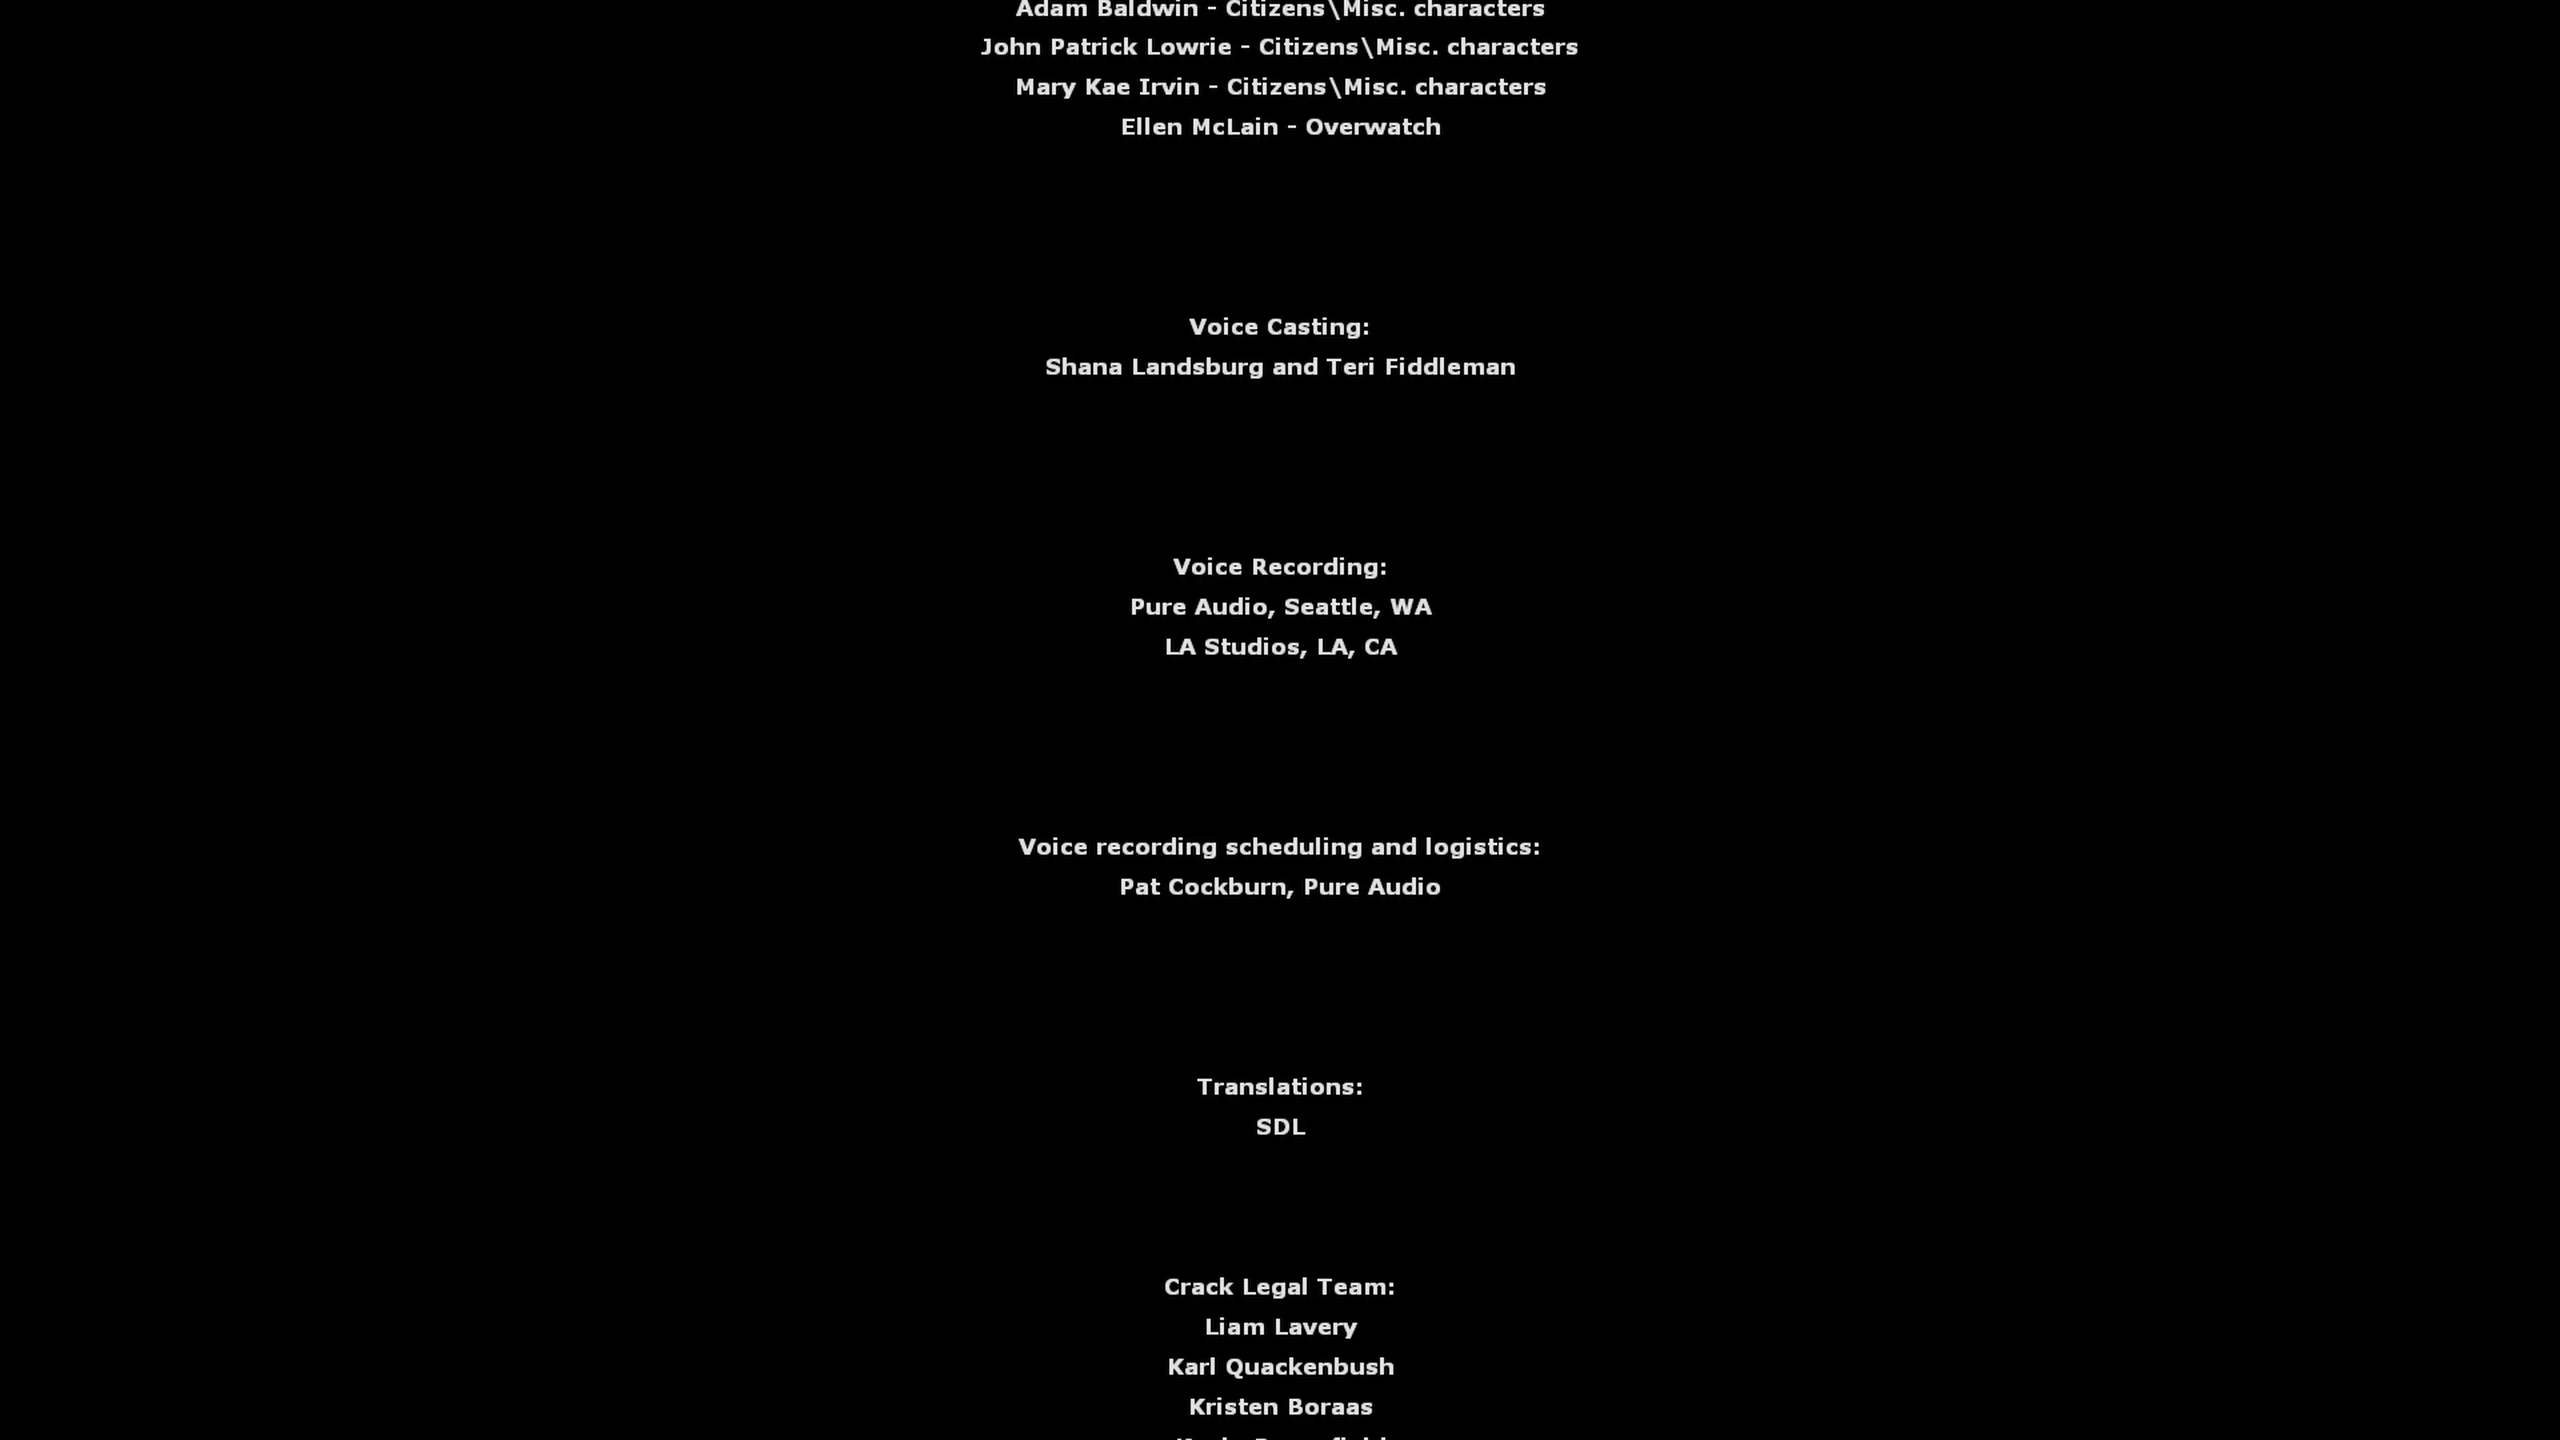 Adam Baldwin - Citizens\Misc. characters
John Patrick Lowrie - Citizens\Misc. characters
Mary Kae Irvin - Citizens\Misc. characters
Ellen McLain - Overwatch
Voice Casting:
Shana Landsburg and Teri Fiddleman
Voice Recording:
Pure Audio, Seattle, WA
LA Studios, LA, CA
Voice recording scheduling and logistics:
Pat Cockburn, Pure Audio
Translations:
SDL
Crack Legal Team:
Liam Lavery
Karl Quackenbush
Kristen Boraas